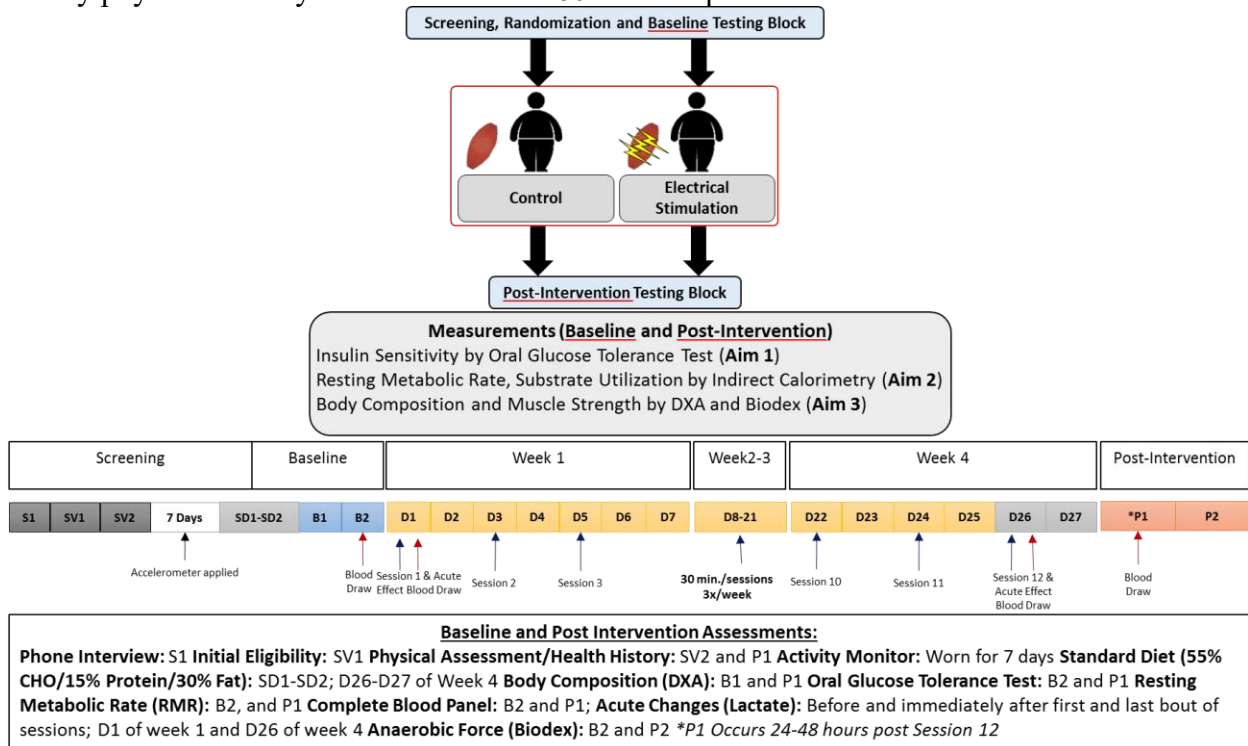 Screening, Randomization and Baseline Testing Block
Control
Electrical
Stimulation
Post-Intervention Testing Block
Measurements (Baseline and Post-Intervention)
Insulin Sensitivity by Oral Glucose Tolerance Test (Aim 1)
Resting Metabolic Rate, Substrate Utilization by Indirect Calorimetry (Aim 2)
Body Composition and Muscle Strength by DXA and Biodex (Aim 3)
Screening Baseline Week 1 Week2-3 Week 4 Post-Intervention
S1 SV1 SV2 7 Days SD1-SD2 B1 B2 D1 D2 D3 D4 D5 D6 D7 D8-21 D22 D23 D24 D25 D26 D27 *P1 P2
Accelerometer applied
Blood
Draw
Session 1 & Acute
Effect Blood Draw
Session 2
Session 3
30 min./sessions
3x/week
Session 10
Session 11
Session 12 &
Acute Effect
Blood Draw
Blood
Draw
Baseline and Post Intervention Assessments:
Phone Interview: S1 Initial Eligibility: SV1 Physical Assessment/Health History: SV2 and P1 Activity Monitor: Worn for 7 days Standard Diet (55%
CHO/15% Protein/30% Fat): SD1-SD2; D26-D27 of Week 4 Body Composition (DXA): B1 and P1 Oral Glucose Tolerance Test: B2 and P1 Resting
Metabolic Rate (RMR): B2, and P1 Complete Blood Panel: B2 and P1; Acute Changes (Lactate): Before and immediately after first and last bout of
sessions; D1 of week 1 and D26 of week 4 Anaerobic Force (Biodex): B2 and P2 *P1 Occurs 24-48 hours post Session 12